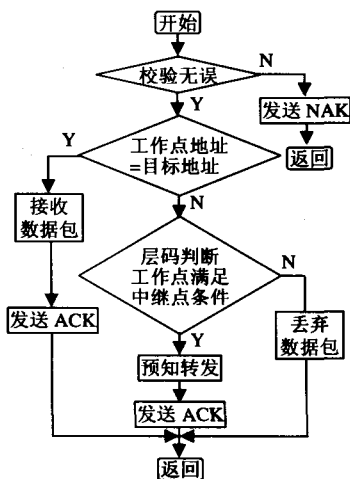 开始
校验无误
N
Y
发送 NAK
返回
工作点地址
=目标地址
Y
N
接收
数据包
层码判断
工作点满足
中继点条件
N
Y
发送 ACK
丢弃
数据包
预知转发
发送 ACK
返回